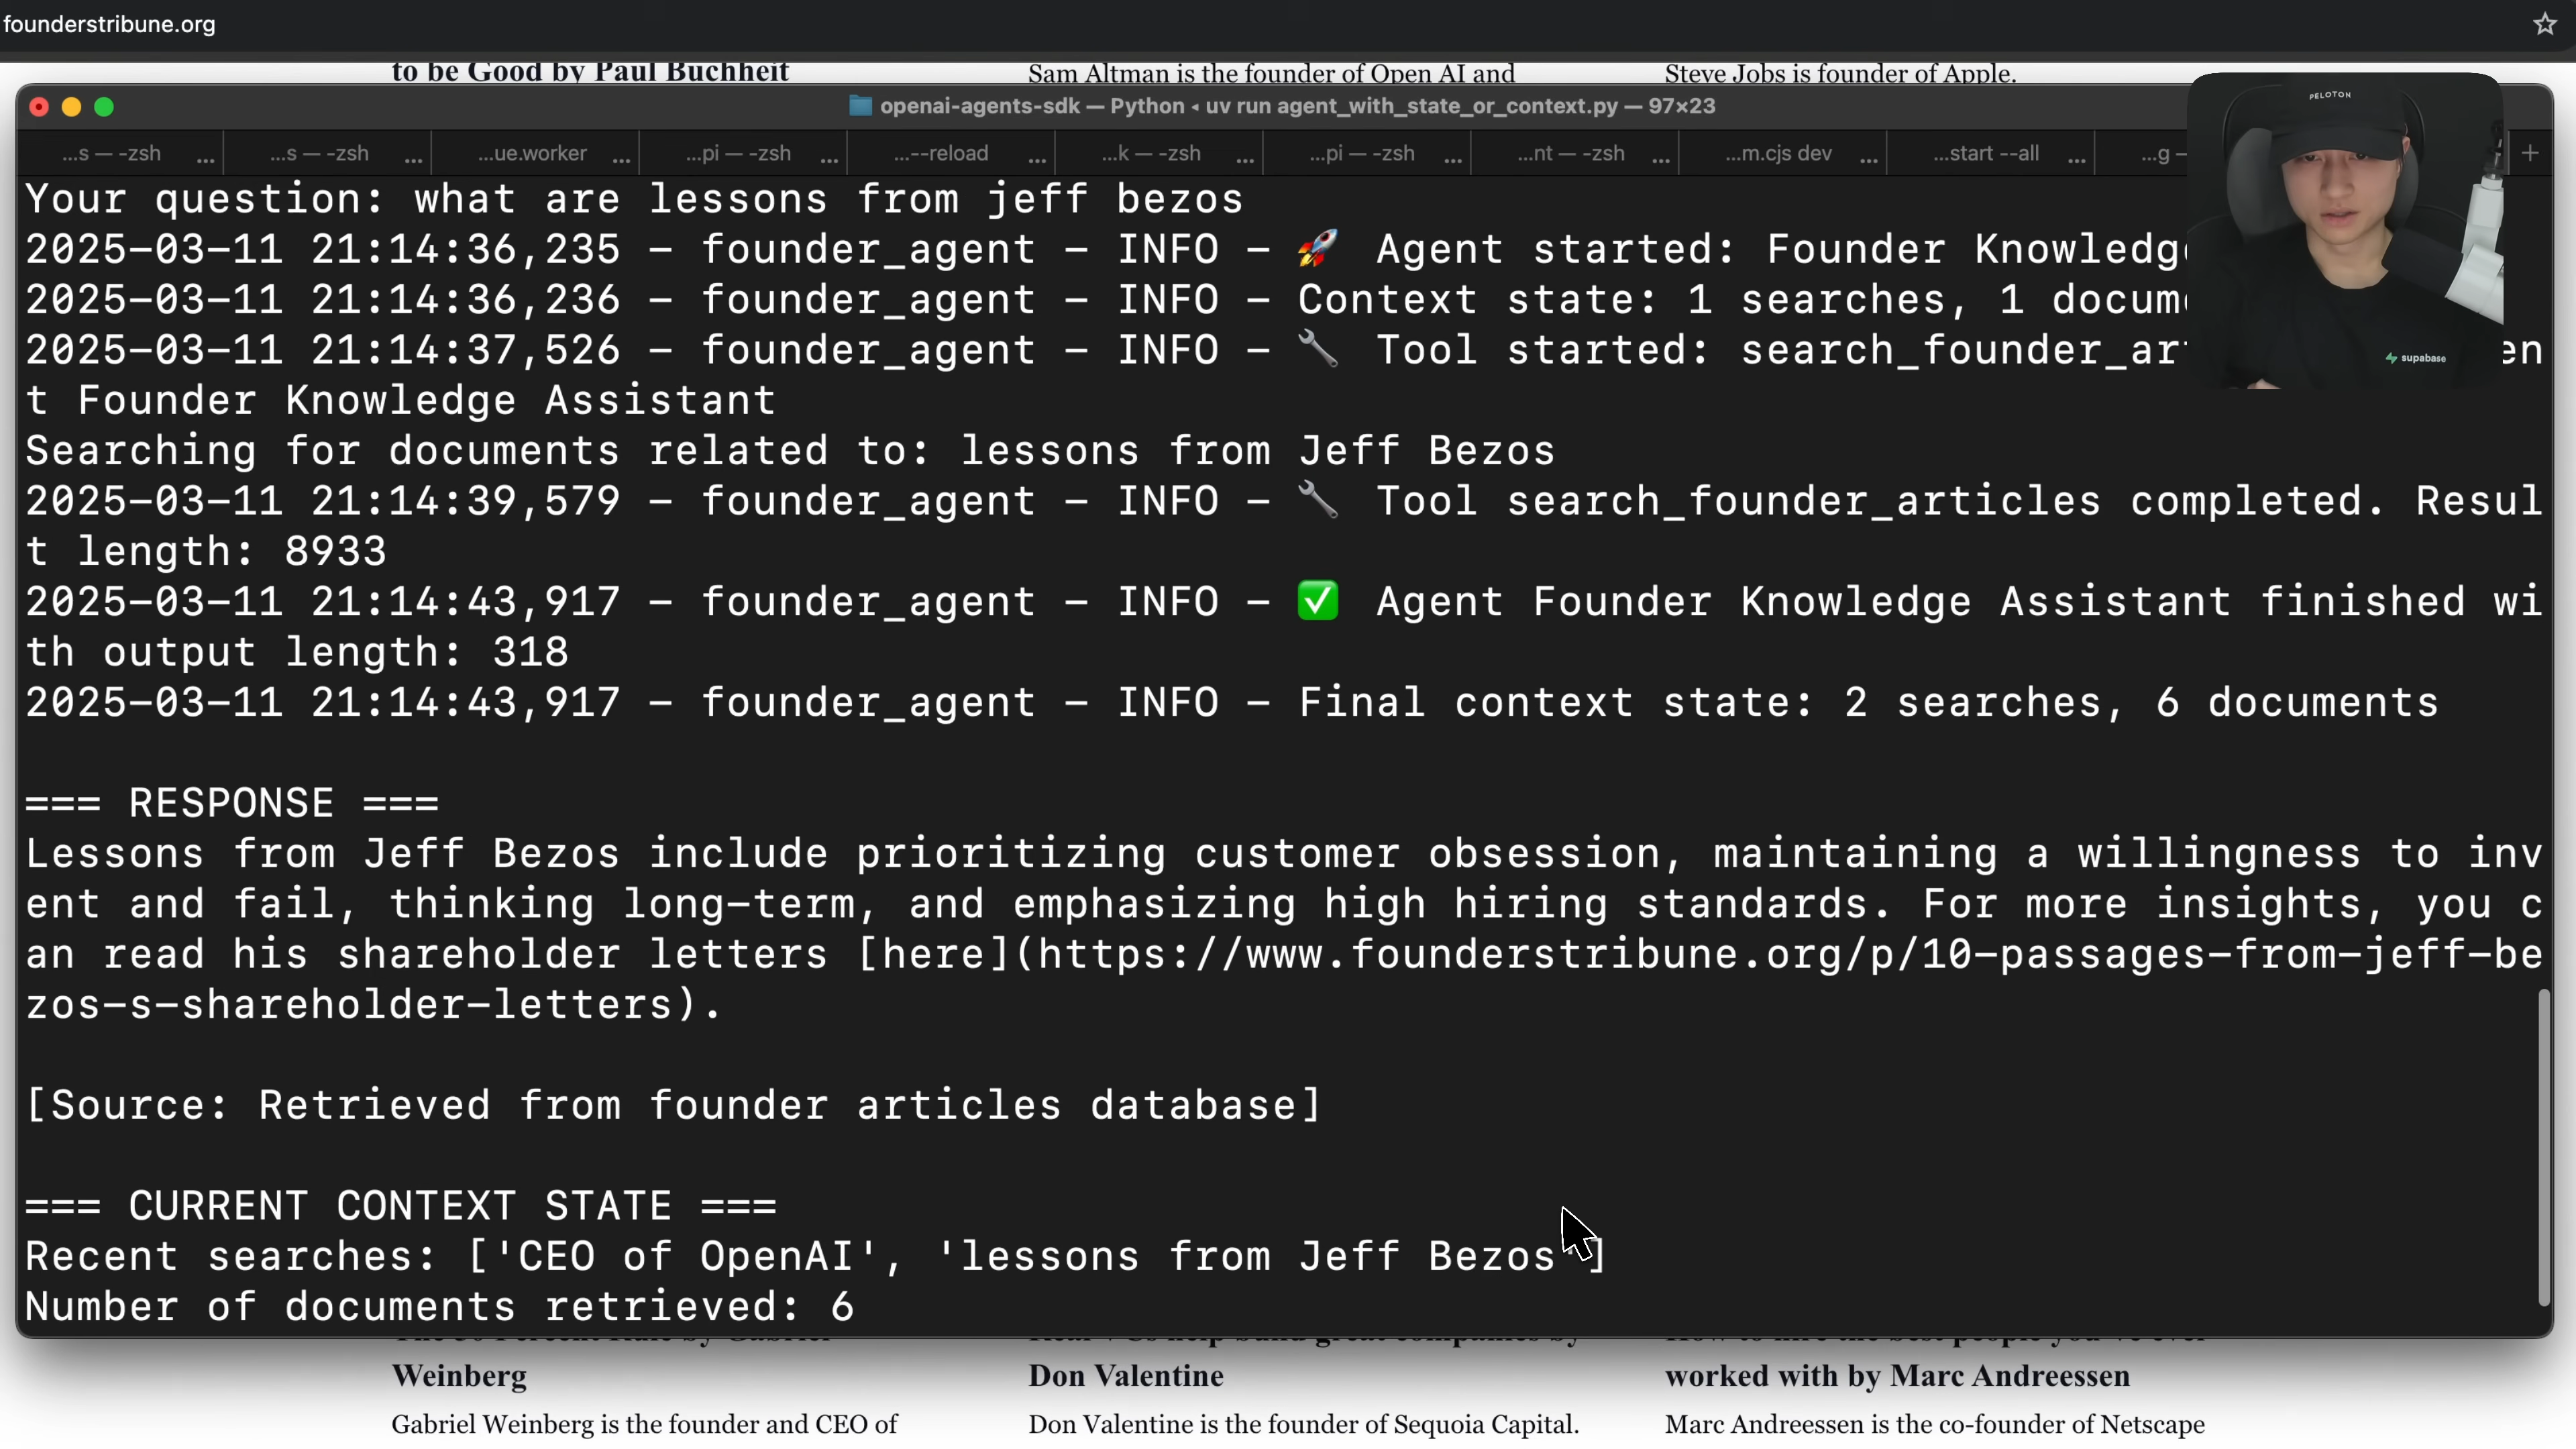 founderstribune.org
to be Good by Paul Buchheit
Sam Altman is the founder of Open AI and
Steve Jobs is founder of Apple.
openai-agents-sdk — Python ◂ uv run agent_with_state_or_context.py — 97×23
...s — -zsh ...
...s — -zsh ...
...ue.worker ...
...pi — -zsh ...
...--reload ...
...k — -zsh ...
...pi — -zsh ...
...nt — -zsh ...
...m.cjs dev ...
...start --all ...
...g —
PELOTON
supabase
Your question: what are lessons from jeff bezos
2025-03-11 21:14:36,235 - founder_agent - INFO - 🚀 Agent started: Founder Knowledge
2025-03-11 21:14:36,236 - founder_agent - INFO - Context state: 1 searches, 1 docum
2025-03-11 21:14:37,526 - founder_agent - INFO - 🔧 Tool started: search_founder_ar en
t Founder Knowledge Assistant
Searching for documents related to: lessons from Jeff Bezos
2025-03-11 21:14:39,579 - founder_agent - INFO - 🔧 Tool search_founder_articles completed. Resul
t length: 8933
2025-03-11 21:14:43,917 - founder_agent - INFO - ✅ Agent Founder Knowledge Assistant finished wi
th output length: 318
2025-03-11 21:14:43,917 - founder_agent - INFO - Final context state: 2 searches, 6 documents
=== RESPONSE ===
Lessons from Jeff Bezos include prioritizing customer obsession, maintaining a willingness to inv
ent and fail, thinking long-term, and emphasizing high hiring standards. For more insights, you c
an read his shareholder letters [here](https://www.founderstribune.org/p/10-passages-from-jeff-be
zos-s-shareholder-letters).
[Source: Retrieved from founder articles database]
=== CURRENT CONTEXT STATE ===
Recent searches: ['CEO of OpenAI', 'lessons from Jeff Bezos']
Number of documents retrieved: 6
Weinberg
Don Valentine
worked with by Marc Andreessen
Gabriel Weinberg is the founder and CEO of
Don Valentine is the founder of Sequoia Capital.
Marc Andreessen is the co-founder of Netscape